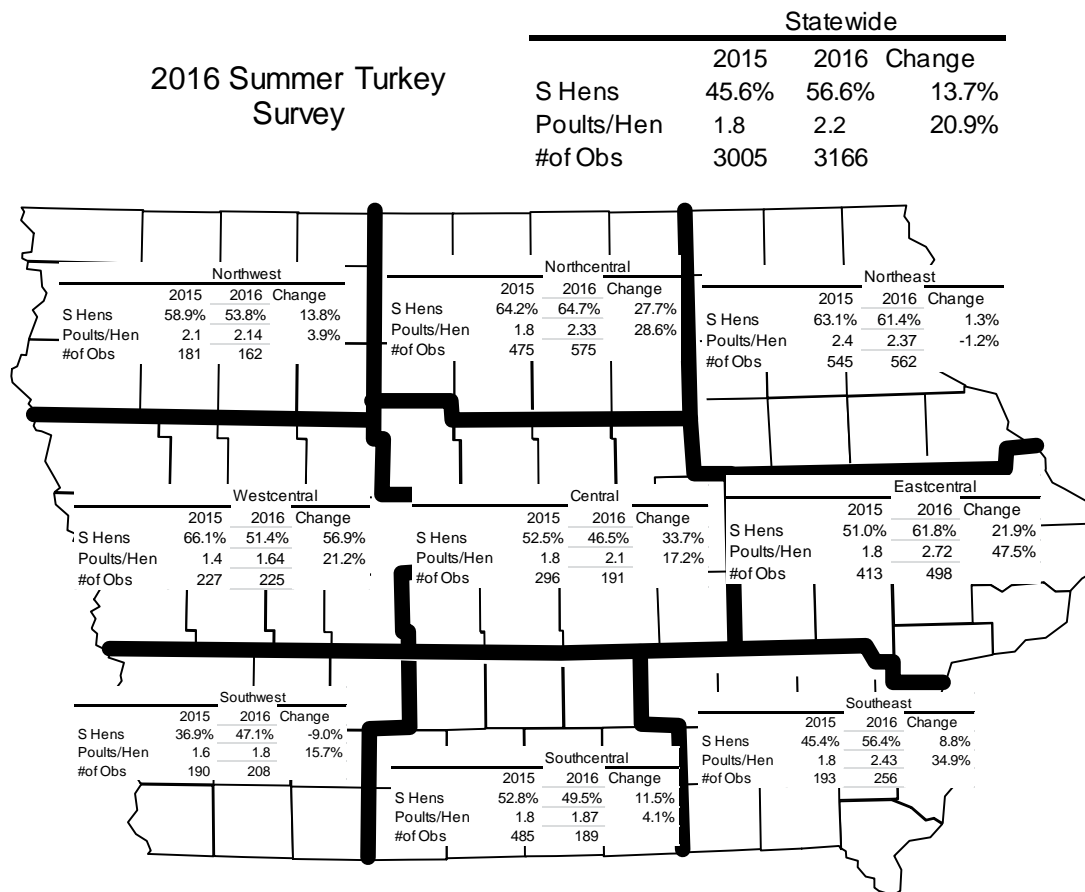 2016 Summer Turkey
Survey
Statewide
2015 2016 Change
S Hens 45.6% 56.6% 13.7%
Poults/Hen 1.8 2.2 20.9%
#of Obs 3005 3166
Northwest
2015 2016 Change
S Hens 58.9% 53.8% 13.8%
Poults/Hen 2.1 2.14 3.9%
#of Obs 181 162
Northcentral
2015 2016 Change
S Hens 64.2% 64.7% 27.7%
Poults/Hen 1.8 2.33 28.6%
#of Obs 475 575
Northeast
2015 2016 Change
S Hens 63.1% 61.4% 1.3%
Poults/Hen 2.4 2.37 -1.2%
#of Obs 545 562
Westcentral
2015 2016 Change
S Hens 66.1% 51.4% 56.9%
Poults/Hen 1.4 1.64 21.2%
#of Obs 227 225
Central
2015 2016 Change
S Hens 52.5% 46.5% 33.7%
Poults/Hen 1.8 2.1 17.2%
#of Obs 296 191
Eastcentral
2015 2016 Change
S Hens 51.0% 61.8% 21.9%
Poults/Hen 1.8 2.72 47.5%
#of Obs 413 498
Southwest
2015 2016 Change
S Hens 36.9% 47.1% -9.0%
Poults/Hen 1.6 1.8 15.7%
#of Obs 190 208
Southcentral
2015 2016 Change
S Hens 52.8% 49.5% 11.5%
Poults/Hen 1.8 1.87 4.1%
#of Obs 485 189
Southeast
2015 2016 Change
S Hens 45.4% 56.4% 8.8%
Poults/Hen 1.8 2.43 34.9%
#of Obs 193 256